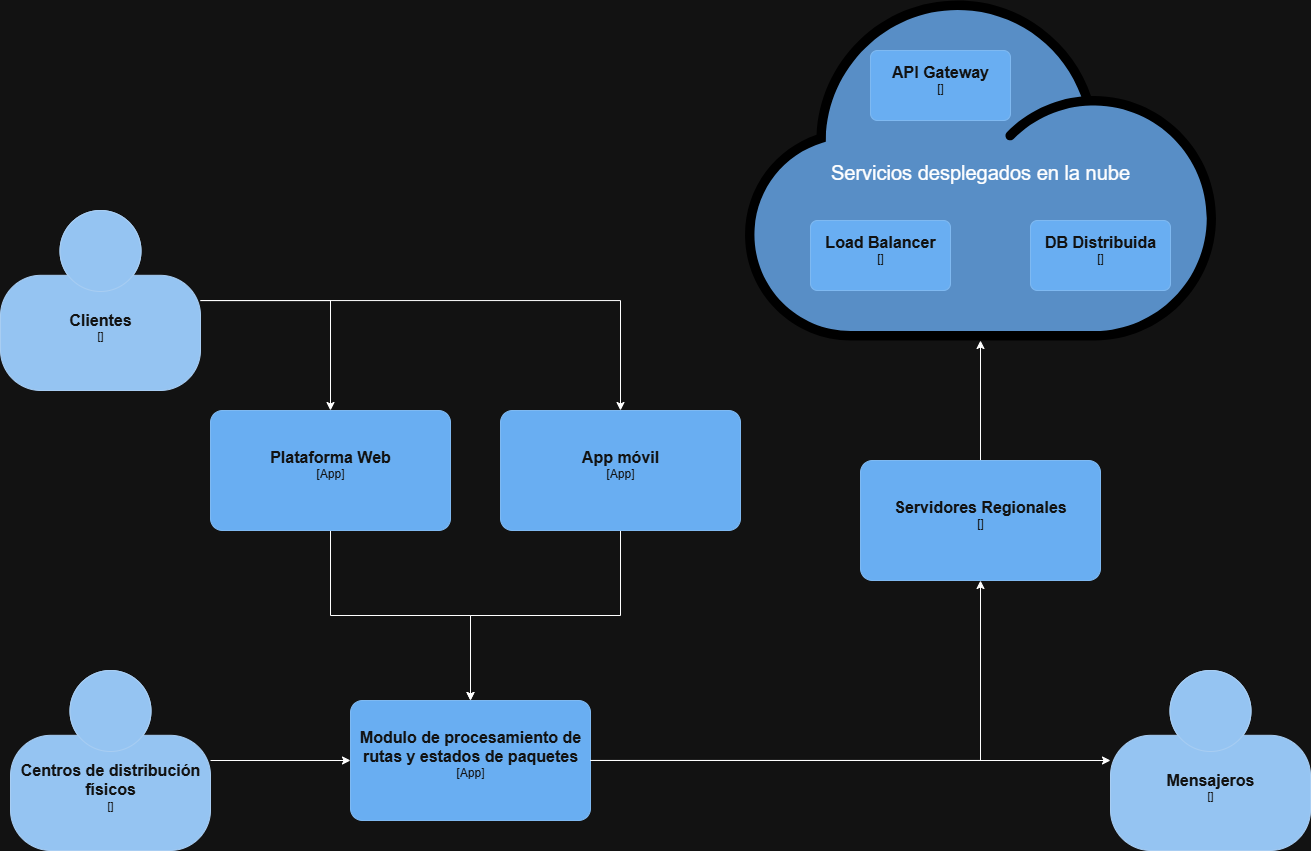 API Gateway
[]
Servicios desplegados en la nube
Load Balancer
[]
DB Distribuida
[]
Clientes
[]
Plataforma Web
[App]
App móvil
[App]
Servidores Regionales
[]
Centros de distribución
físicos
[]
Modulo de procesamiento de
rutas y estados de paquetes
[App]
Mensajeros
[]